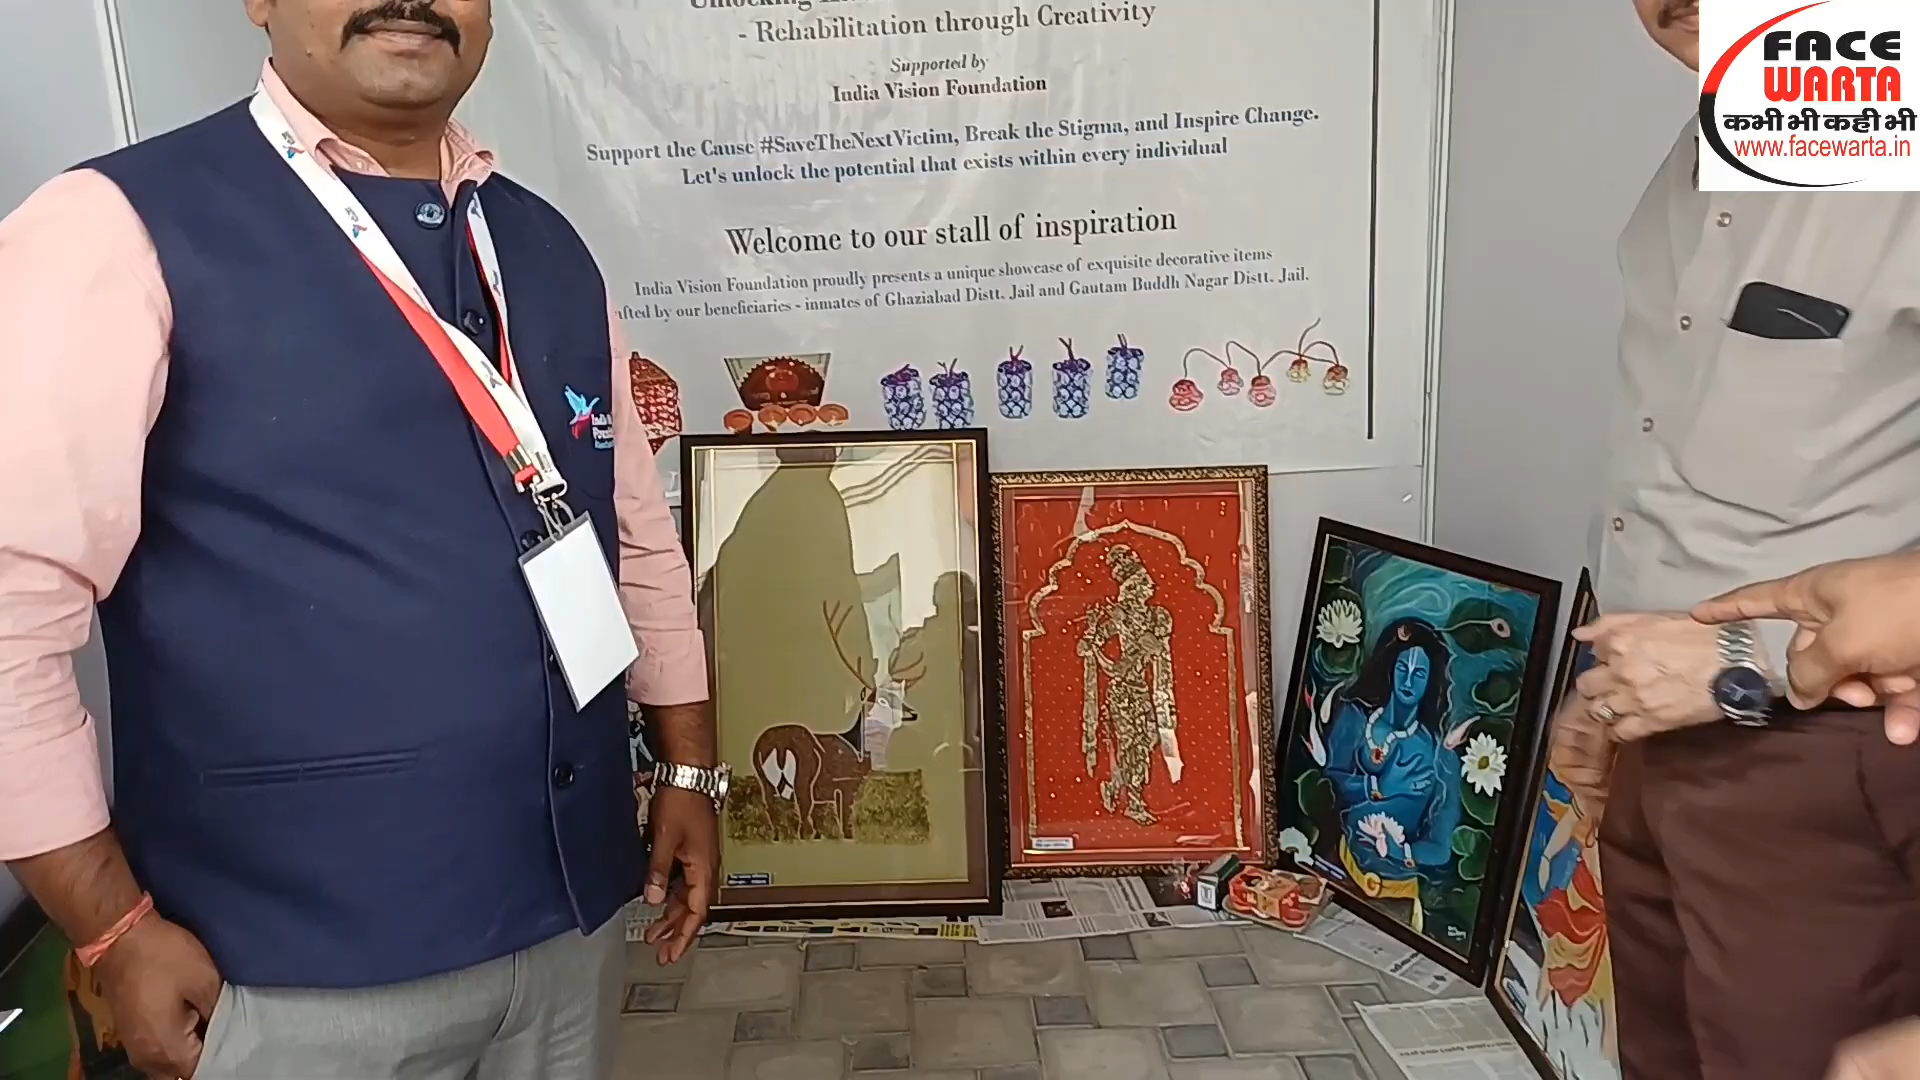 - Rehabilitation through Creativity
Supported by
India Vision Foundation
Support the Cause #SaveTheNextVictim, Break the Stigma, and Inspire Change.
Let's unlock the potential that exists within every individual
Welcome to our stall of inspiration
India Vision Foundation proudly presents a unique showcase of exquisite decorative items
by our beneficiaries - inmates of Ghaziabad Distt. Jail and Gautam Buddh Nagar Distt. Jail.
FACE
WARTA
कभी भी कही भी
www.facewarta.in